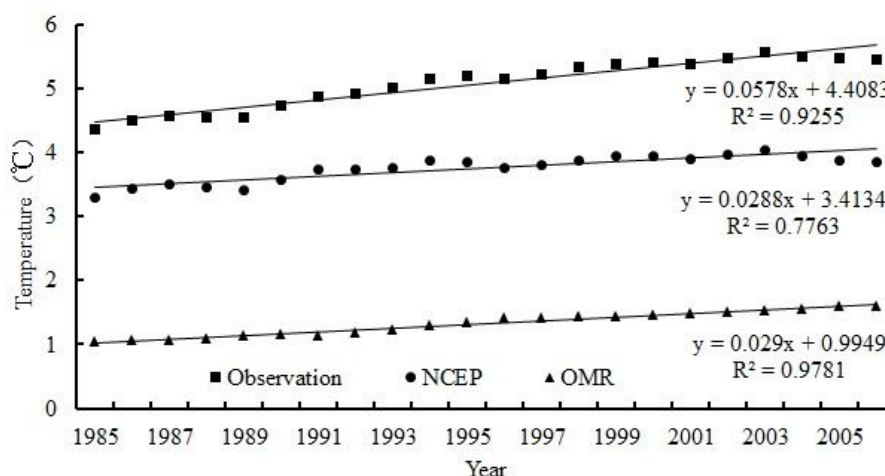 6
5
4
3
2
1
0
Temperature (℃)
y = 0.0578x + 4.4083
R² = 0.9255
y = 0.0288x + 3.4134
R² = 0.7763
y = 0.029x + 0.9949
R² = 0.9781
Observation NCEP OMR
1985 1987 1989 1991 1993 1995 1997 1999 2001 2003 2005
Year